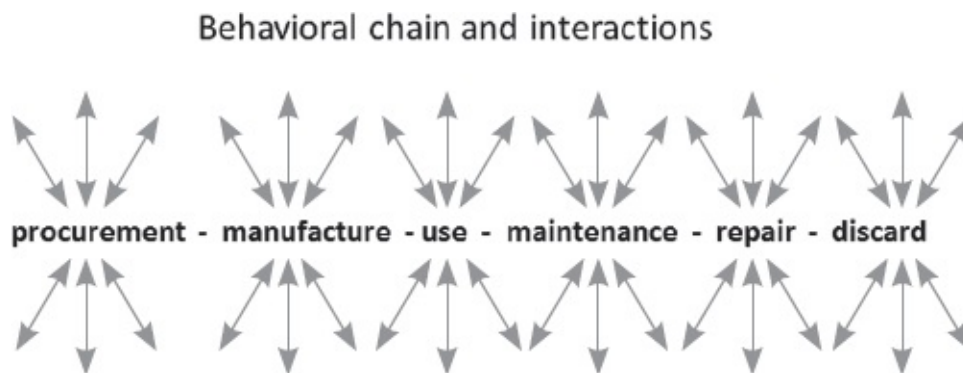 Behavioral chain and interactions
procurement - manufacture - use - maintenance - repair - discard